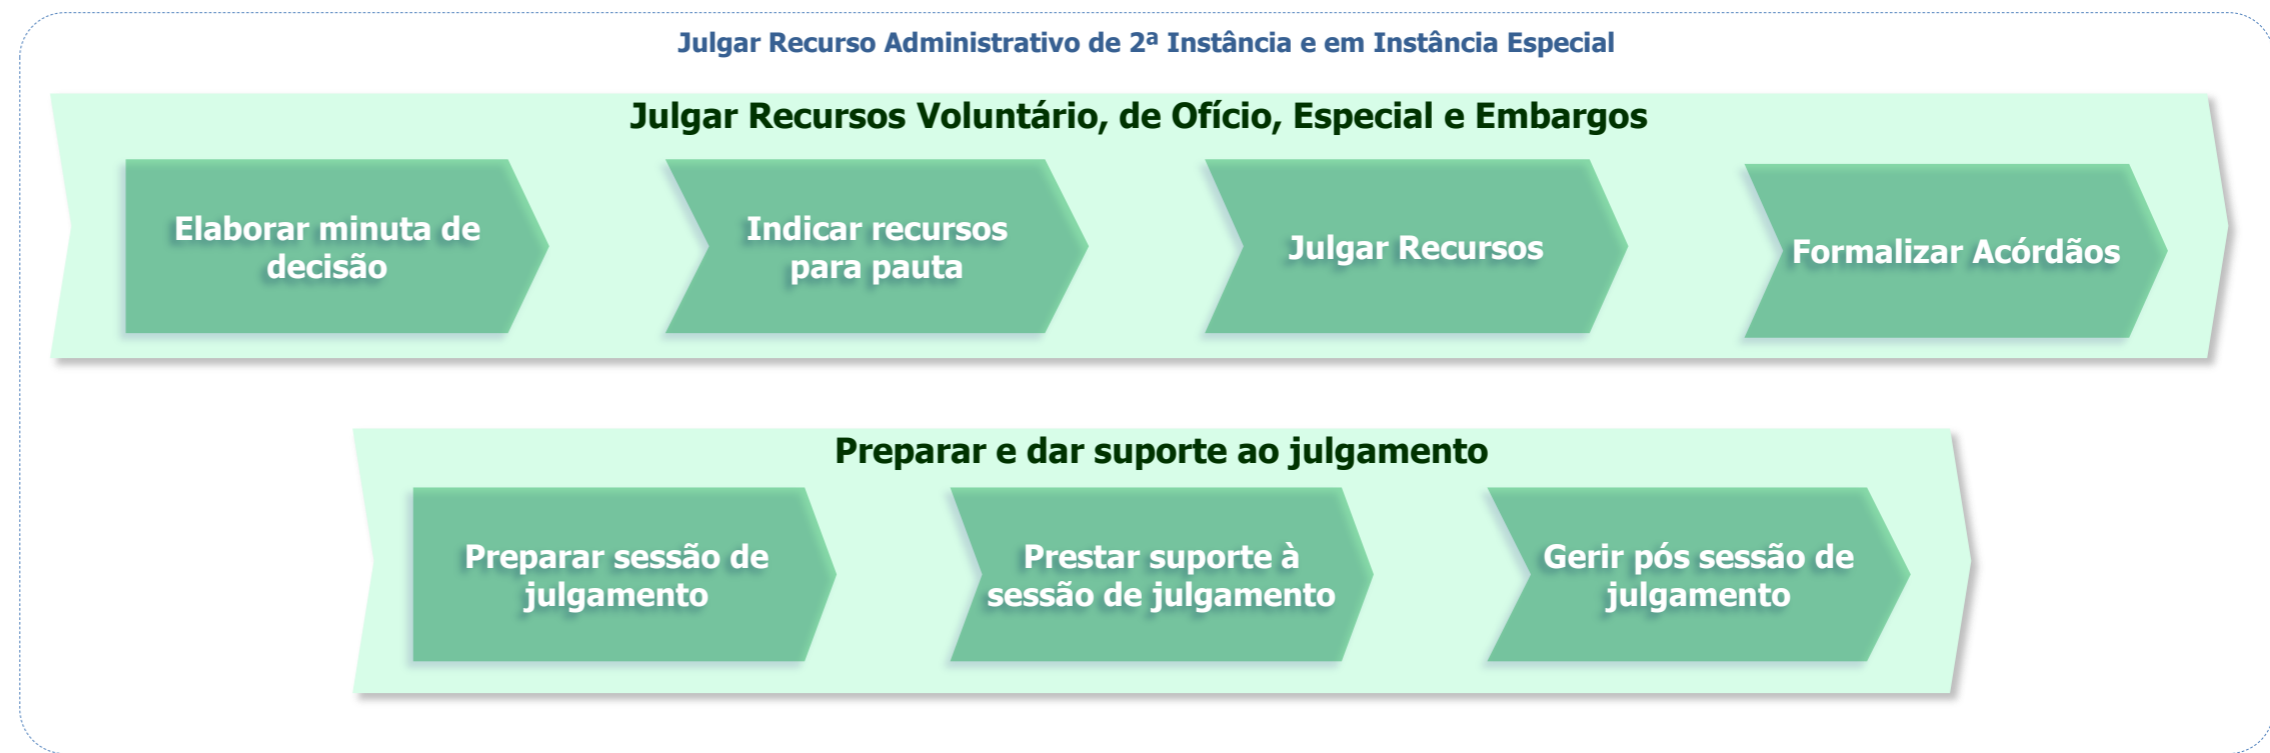 Julgar Recurso Administrativo de 2ª Instância e em Instância Especial
Julgar Recursos Voluntário, de Ofício, Especial e Embargos
Elaborar minuta de
decisão
Indicar recursos
para pauta
Julgar Recursos
Formalizar Acórdãos
Preparar e dar suporte ao julgamento
Preparar sessão de
julgamento
Prestar suporte à
sessão de julgamento
Gerir pós sessão de
julgamento